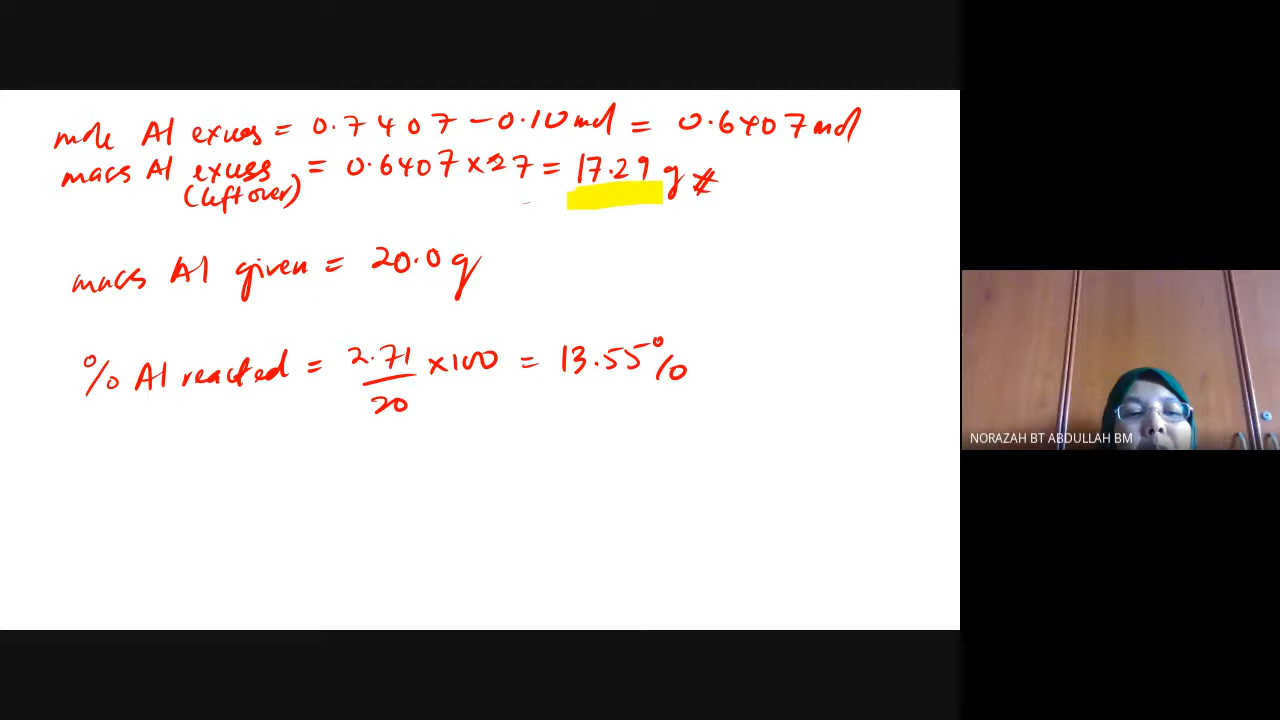 mole Al excess = 0.7407 - 0.10 mol = 0.6407 mol
mass Al excess = 0.6407 x 27 = 17.29 g #
(left over)
mass Al given = 20.0 g
% Al reacted = 2.71/20 x 100 = 13.55%
NORAZAH BT ABDULLAH BM